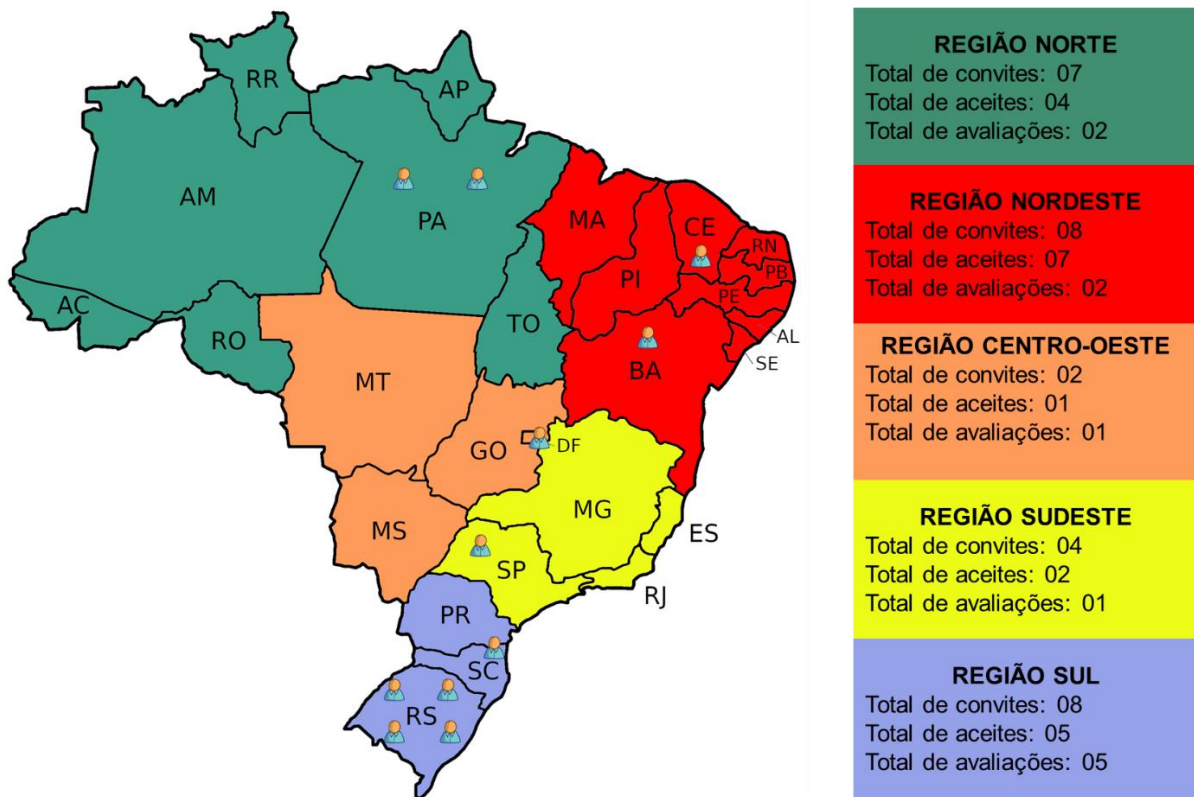 RR
AP
AM
PA
MA
CE
RN
PB
PI
PE
AC
TO
AL
RO
SE
BA
MT
DF
GO
MG
MS
ES
SP
RJ
PR
SC
RS
REGIÃO NORTE
Total de convites: 07
Total de aceites: 04
Total de avaliações: 02
REGIÃO NORDESTE
Total de convites: 08
Total de aceites: 07
Total de avaliações: 02
REGIÃO CENTRO-OESTE
Total de convites: 02
Total de aceites: 01
Total de avaliações: 01
REGIÃO SUDESTE
Total de convites: 04
Total de aceites: 02
Total de avaliações: 01
REGIÃO SUL
Total de convites: 08
Total de aceites: 05
Total de avaliações: 05